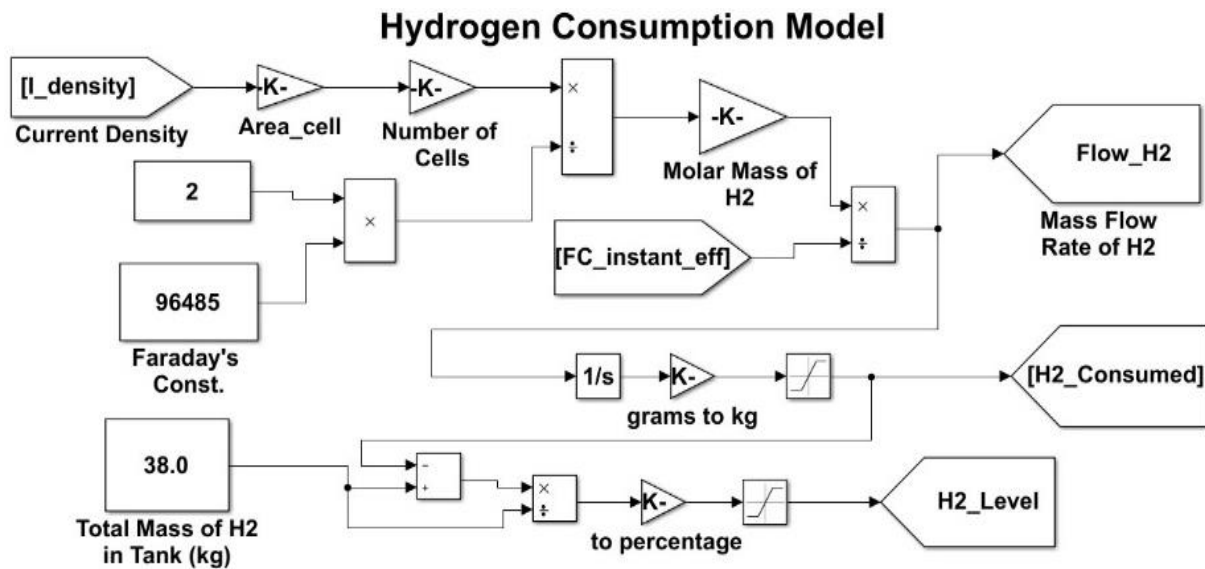 Hydrogen Consumption Model
[I_density]
Current Density
-K-
Area_cell
-K-
Number of
Cells
×
÷
-K-
Molar Mass of
H2
Flow_H2
Mass Flow
Rate of H2
2
×
96485
Faraday's
Const.
[FC_instant_eff]
×
÷
1/s
K-
grams to kg
[H2_Consumed]
38.0
Total Mass of H2
in Tank (kg)
−
+
×
÷
K-
to percentage
H2_Level